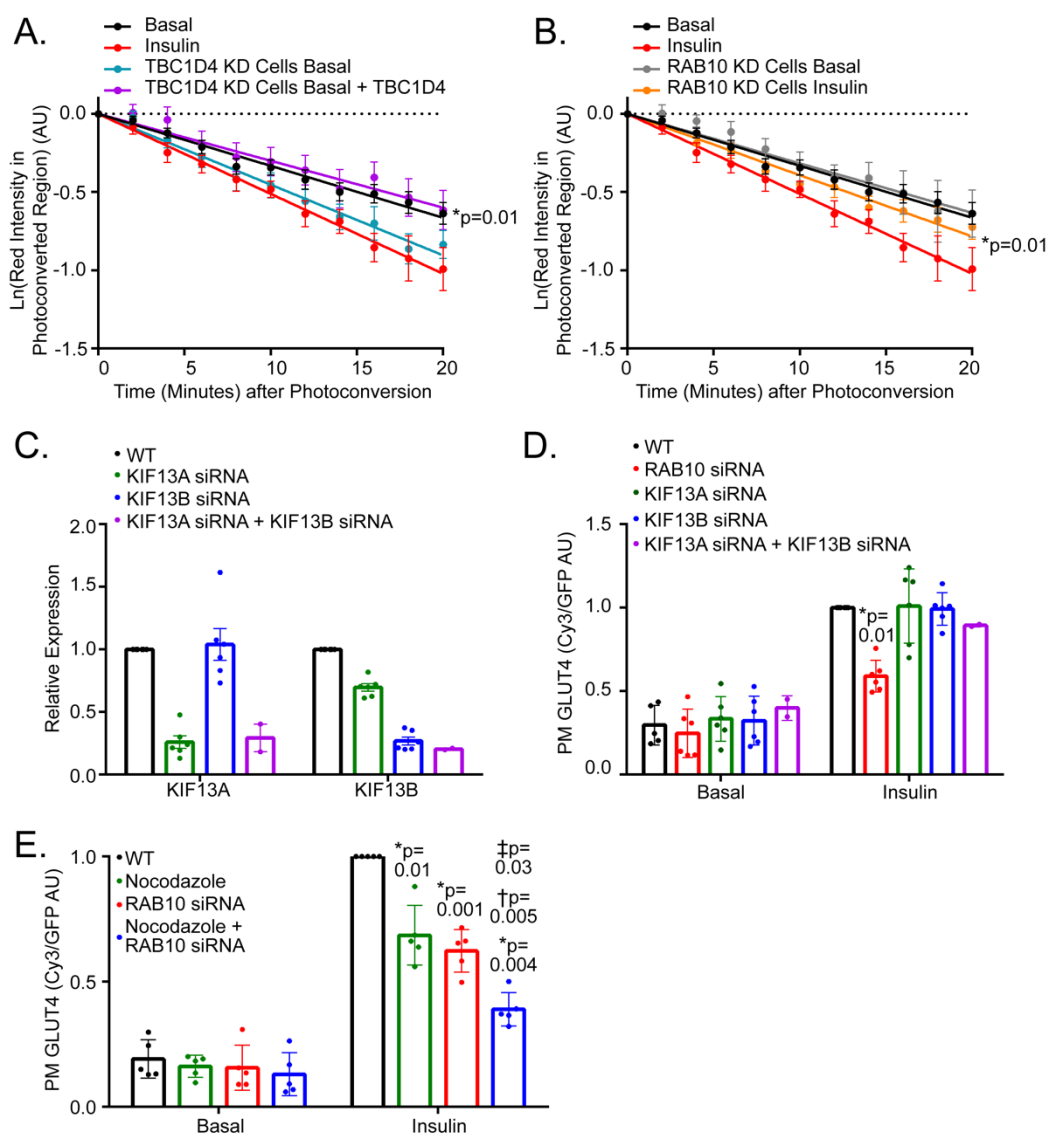 A.
Basal
Insulin
TBC1D4 KD Cells Basal
TBC1D4 KD Cells Basal + TBC1D4
Ln(Red Intensity in
Photoconverted Region) (AU)
0.0
-0.5
-1.0
-1.5
*p=0.01
0
5
10
15
20
Time (Minutes) after Photoconversion
B.
Basal
Insulin
RAB10 KD Cells Basal
RAB10 KD Cells Insulin
Ln(Red Intensity in
Photoconverted Region) (AU)
0.0
-0.5
-1.0
-1.5
*p=0.01
0
5
10
15
20
Time (Minutes) after Photoconversion
C.
WT
KIF13A siRNA
KIF13B siRNA
KIF13A siRNA + KIF13B siRNA
Relative Expression
2.0
1.5
1.0
0.5
0.0
KIF13A
KIF13B
D.
WT
RAB10 siRNA
KIF13A siRNA
KIF13B siRNA
KIF13A siRNA + KIF13B siRNA
PM GLUT4 (Cy3/GFP AU)
1.5
1.0
0.5
0.0
*p=
0.01
Basal
Insulin
E.
WT
Nocodazole
RAB10 siRNA
Nocodazole +
RAB10 siRNA
PM GLUT4 (Cy3/GFP AU)
1.0
0.5
0.0
*p=
0.01
*p=
0.001
‡p=
0.03
†p=
0.005
*p=
0.004
Basal
Insulin